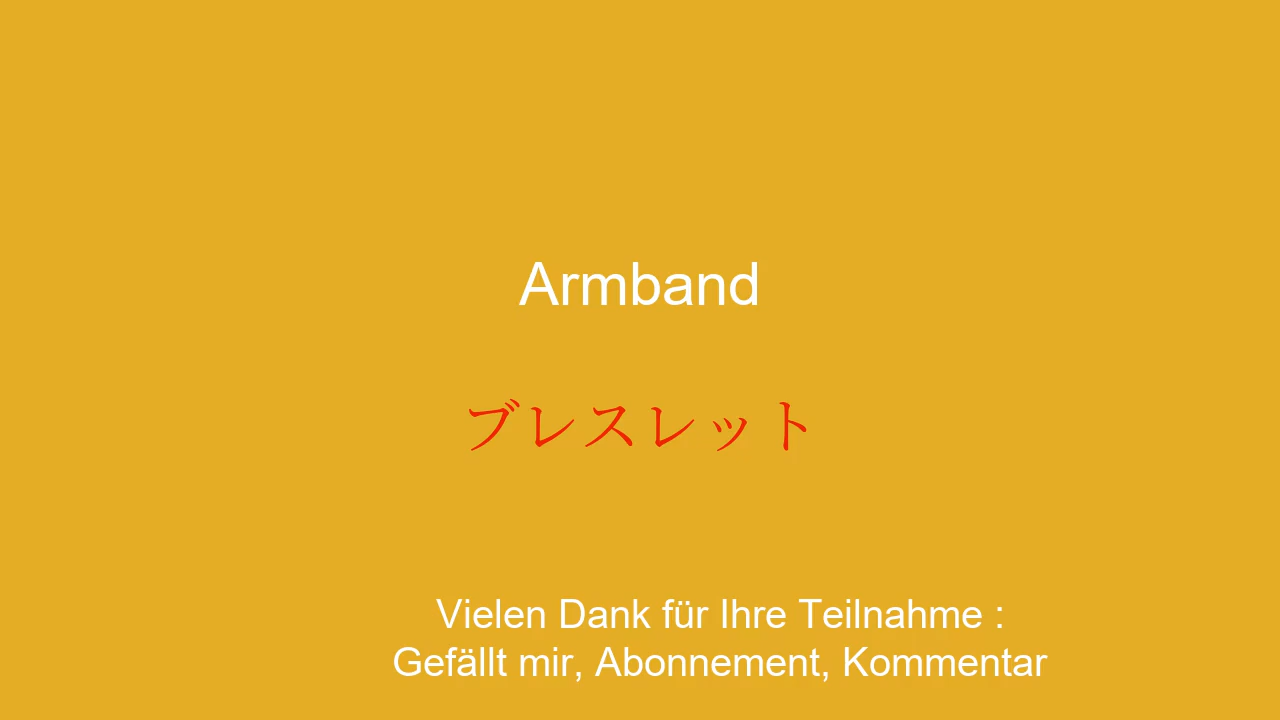 Armband
ブレスレット
Vielen Dank für Ihre Teilnahme :
Gefällt mir, Abonnement, Kommentar